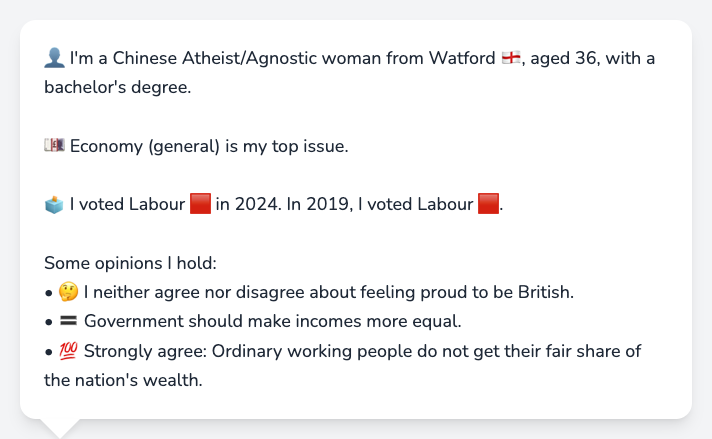 👤 I'm a Chinese Atheist/Agnostic woman from Watford 🏴󠁧󠁢󠁥󠁮󠁧󠁿, aged 36, with a
bachelor's degree.
💷 Economy (general) is my top issue.
🗳️ I voted Labour 🟥 in 2024. In 2019, I voted Labour 🟥.
Some opinions I hold:
• 🤔 I neither agree nor disagree about feeling proud to be British.
• 🟰 Government should make incomes more equal.
• 💯 Strongly agree: Ordinary working people do not get their fair share of
the nation's wealth.